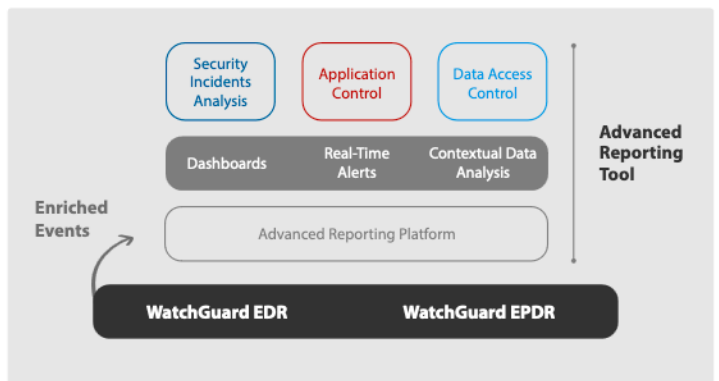 Security
Incidents
Analysis
Application
Control
Data Access
Control
Dashboards
Real-Time
Alerts
Contextual Data
Analysis
Advanced
Reporting
Tool
Enriched
Events
Advanced Reporting Platform
WatchGuard EDR
WatchGuard EPDR